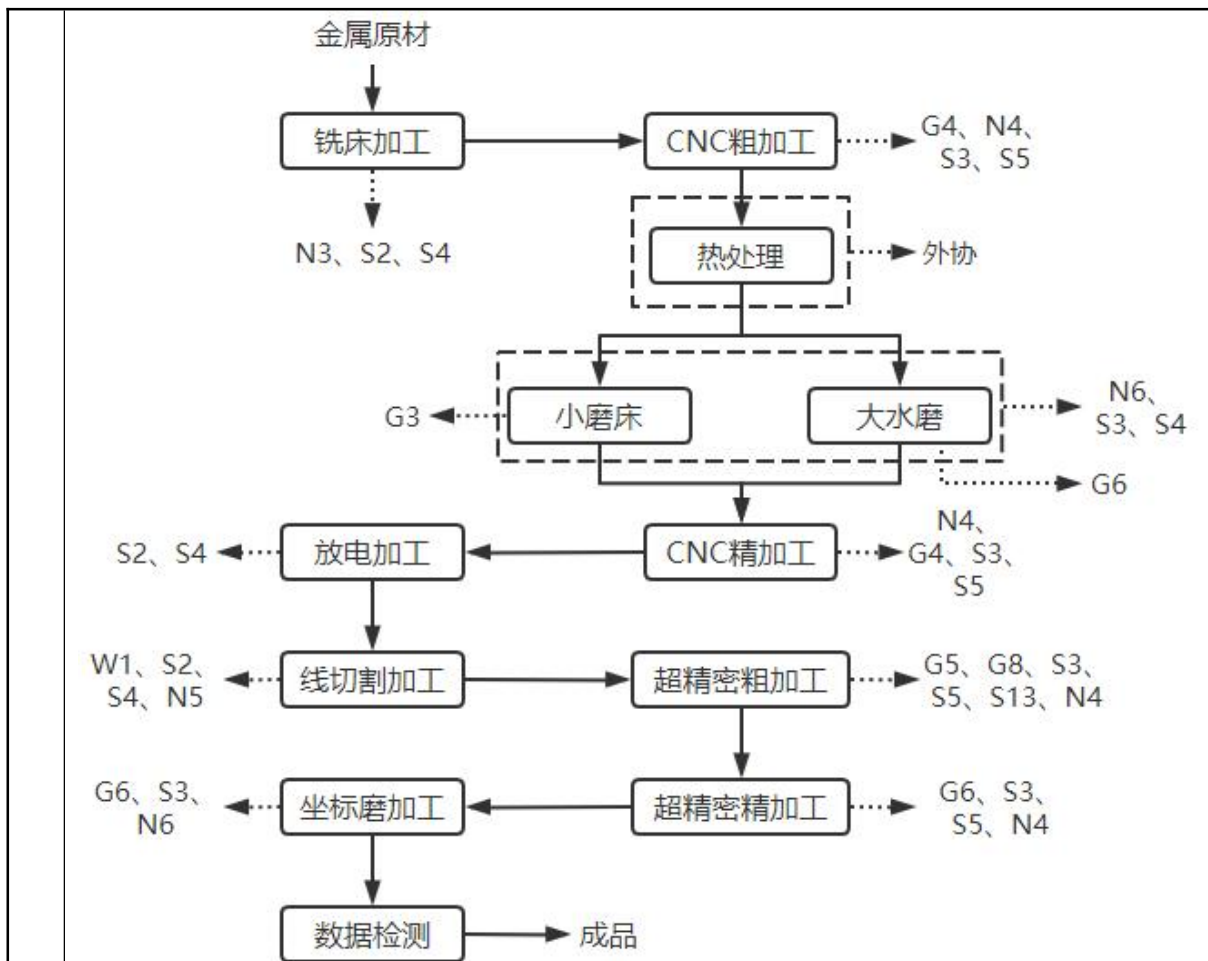 金属原材
铣床加工
CNC粗加工
G4、N4、
S3、S5
N3、S2、S4
热处理
外协
G3
小磨床
大水磨
N6、
S3、S4
G6
S2、S4
放电加工
CNC精加工
N4、
G4、S3、
S5
W1、S2、
S4、N5
线切割加工
超精密粗加工
G5、G8、S3、
S5、S13、N4
G6、S3、
N6
坐标磨加工
超精密精加工
G6、S3、
S5、N4
数据检测
成品